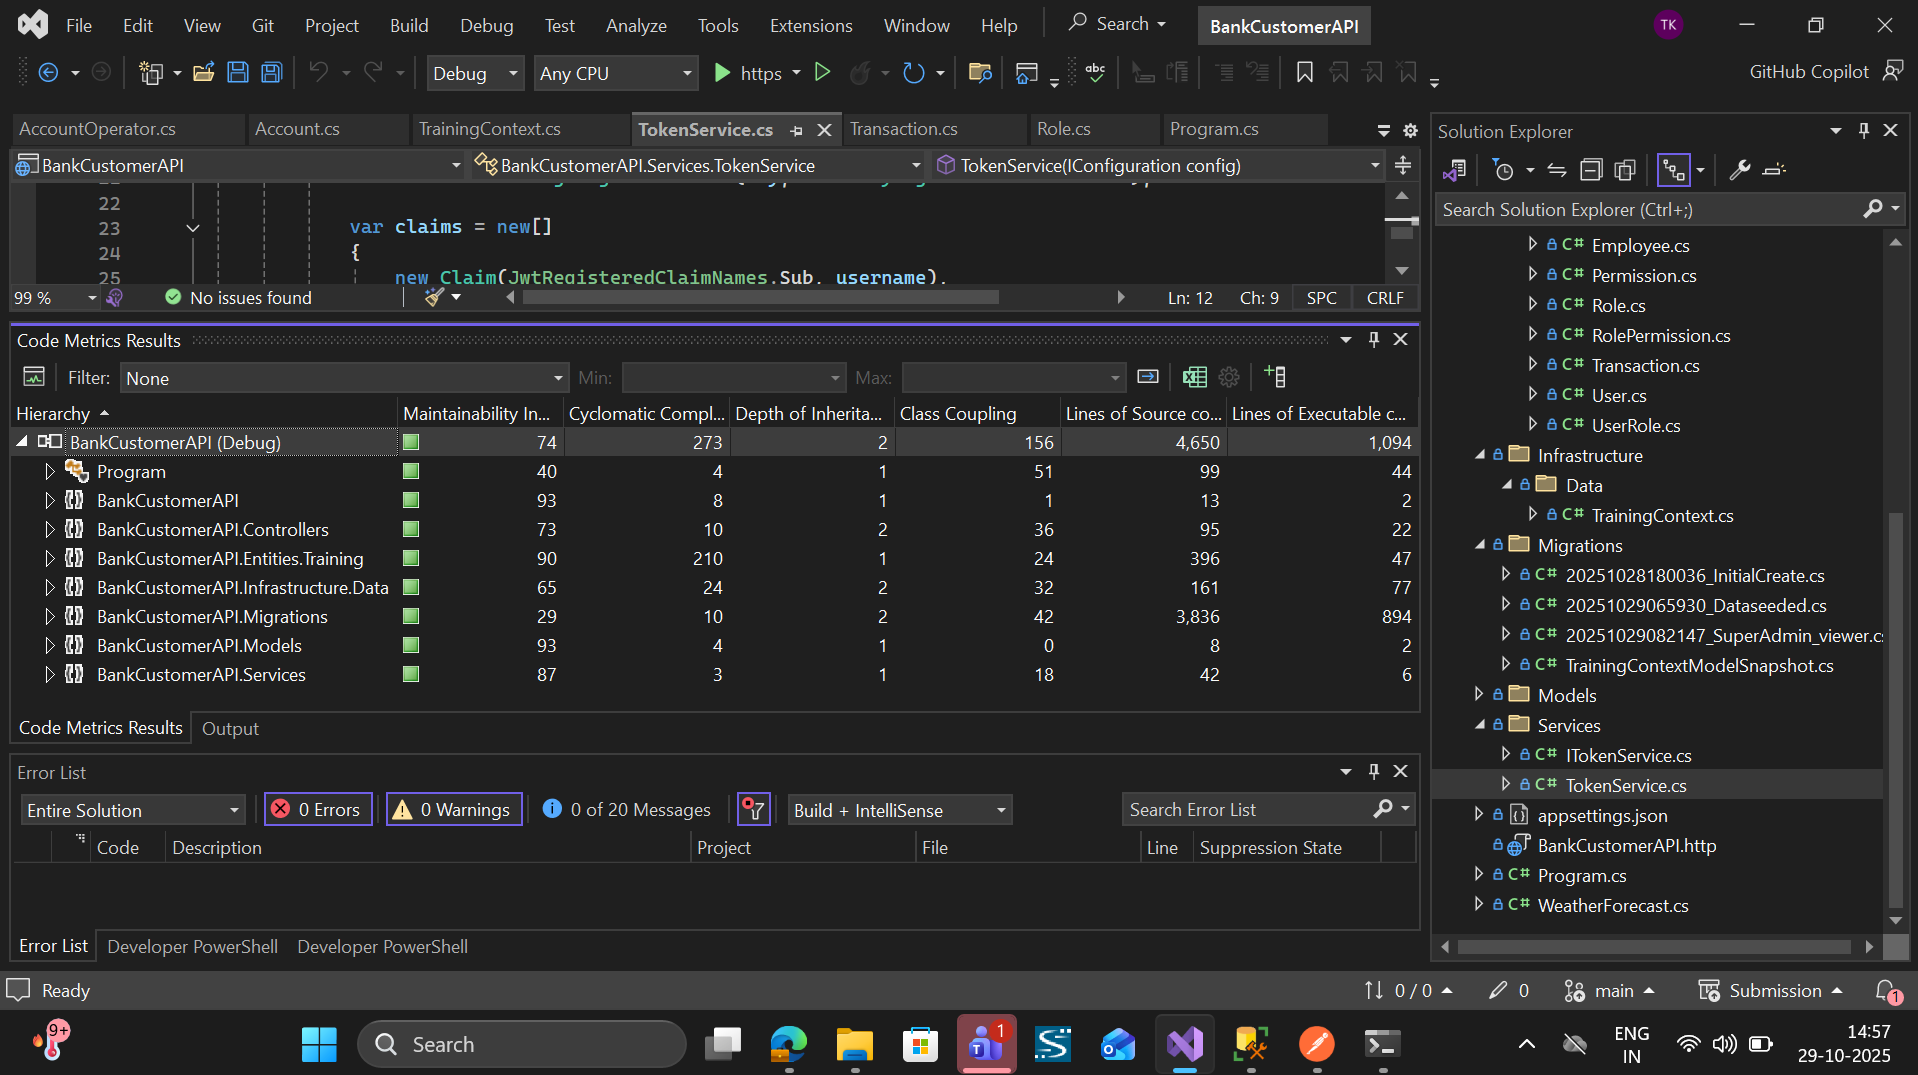 File Edit View Git Project Build Debug Test Analyze Tools Extensions Window Help Search BankCustomerAPI TK
Debug Any CPU https GitHub Copilot
AccountOperator.cs Account.cs TrainingContext.cs TokenService.cs Transaction.cs Role.cs Program.cs
BankCustomerAPI BankCustomerAPI.Services.TokenService TokenService(IConfiguration config)
22
23 var claims = new[]
24 {
25 new Claim(JwtRegisteredClaimNames.Sub, username),
99 % No issues found Ln: 12 Ch: 9 SPC CRLF
Code Metrics Results
Filter: None Min: Max:
Hierarchy Maintainability In... Cyclomatic Compl... Depth of Inherita... Class Coupling Lines of Source co... Lines of Executable c...
BankCustomerAPI (Debug) 74 273 2 156 4,650 1,094
Program 40 4 1 51 99 44
BankCustomerAPI 93 8 1 1 13 2
BankCustomerAPI.Controllers 73 10 2 36 95 22
BankCustomerAPI.Entities.Training 90 210 1 24 396 47
BankCustomerAPI.Infrastructure.Data 65 24 2 32 161 77
BankCustomerAPI.Migrations 29 10 2 42 3,836 894
BankCustomerAPI.Models 93 4 1 0 8 2
BankCustomerAPI.Services 87 3 1 18 42 6
Code Metrics Results Output
Error List
Entire Solution 0 Errors 0 Warnings 0 of 20 Messages Build + IntelliSense Search Error List
Code Description Project File Line Suppression State
Error List Developer PowerShell Developer PowerShell
Solution Explorer
Search Solution Explorer (Ctrl+;)
C# Employee.cs
C# Permission.cs
C# Role.cs
C# RolePermission.cs
C# Transaction.cs
C# User.cs
C# UserRole.cs
Infrastructure
Data
C# TrainingContext.cs
Migrations
C# 20251028180036_InitialCreate.cs
C# 20251029065930_Dataseeded.cs
C# 20251029082147_SuperAdmin_viewer.cs
C# TrainingContextModelSnapshot.cs
Models
Services
C# ITokenService.cs
C# TokenService.cs
appsettings.json
BankCustomerAPI.http
C# Program.cs
C# WeatherForecast.cs
Ready 0 / 0 0 main Submission 1
9+ Search 1 ENG IN 14:57 29-10-2025